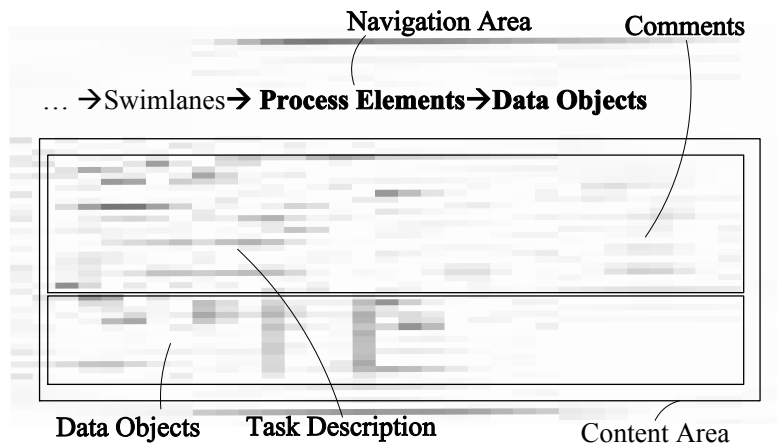 Navigation Area
Comments
… →Swimlanes→ Process Elements→Data Objects
Data Objects
Task Description
Content Area